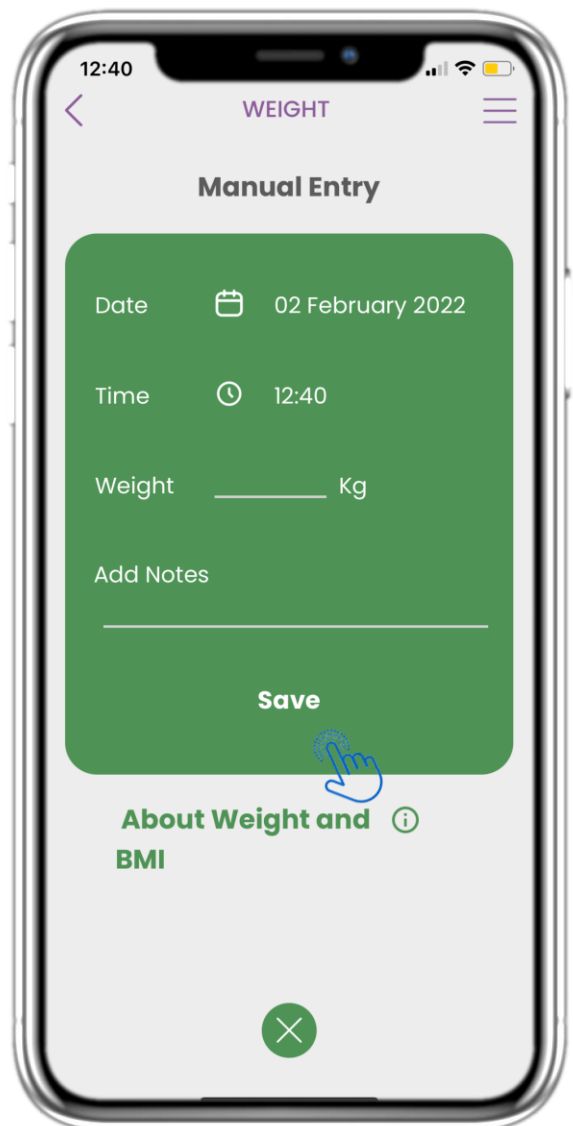 12:40
WEIGHT
Manual Entry
Date 02 February 2022
Time 12:40
Weight Kg
Add Notes
Save
About Weight and
BMI